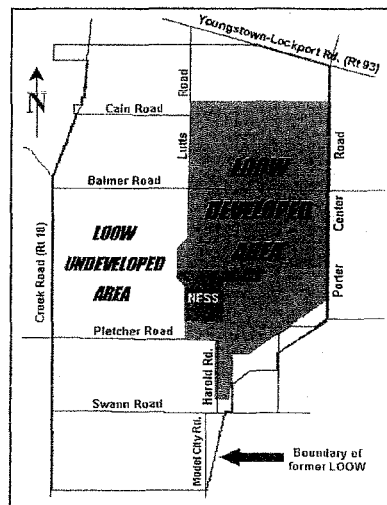 Youngstown-Lockport Rd. (Rt 93)
N
Road
Cain Road
Lutts
LOOW
DEVELOPED
AREA
Road
Balmer Road
Center
LOOW
UNDEVELOPED
AREA
Creek Road (Rt 18)
NFSS
Porter
Pletcher Road
Harold Rd.
Swann Road
Model City Rd.
Boundary of
former LOOW